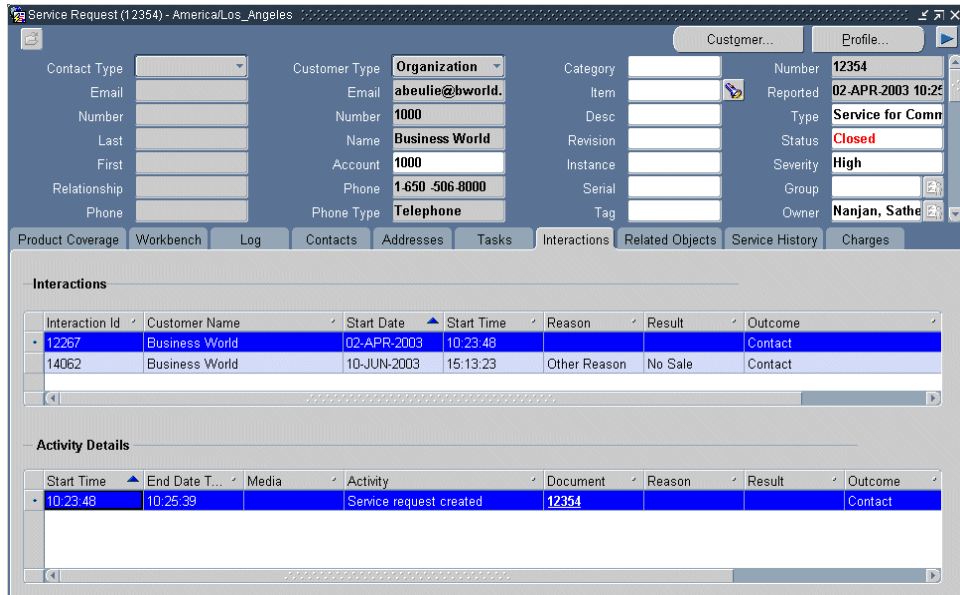 Service Request (12354) - America/Los_Angeles
Customer... Profile...
Contact Type Customer Type Organization Category Number 12354
Email Email abeulie@bworld. Item Reported 02-APR-2003 10:25
Number Number 1000 Desc Type Service for Comm
Last Name Business World Revision Status Closed
First Account 1000 Instance Severity High
Relationship Phone 1-650 -506-8000 Serial Group
Phone Phone Type Telephone Tag Owner Nanjan, Sathe
Product Coverage Workbench Log Contacts Addresses Tasks Interactions Related Objects Service History Charges
Interactions
Interaction Id Customer Name Start Date Start Time Reason Result Outcome
12267 Business World 02-APR-2003 10:23:48 Contact
14062 Business World 10-JUN-2003 15:13:23 Other Reason No Sale Contact
Activity Details
Start Time End Date T... Media Activity Document Reason Result Outcome
10:23:48 10:25:39 Service request created 12354 Contact